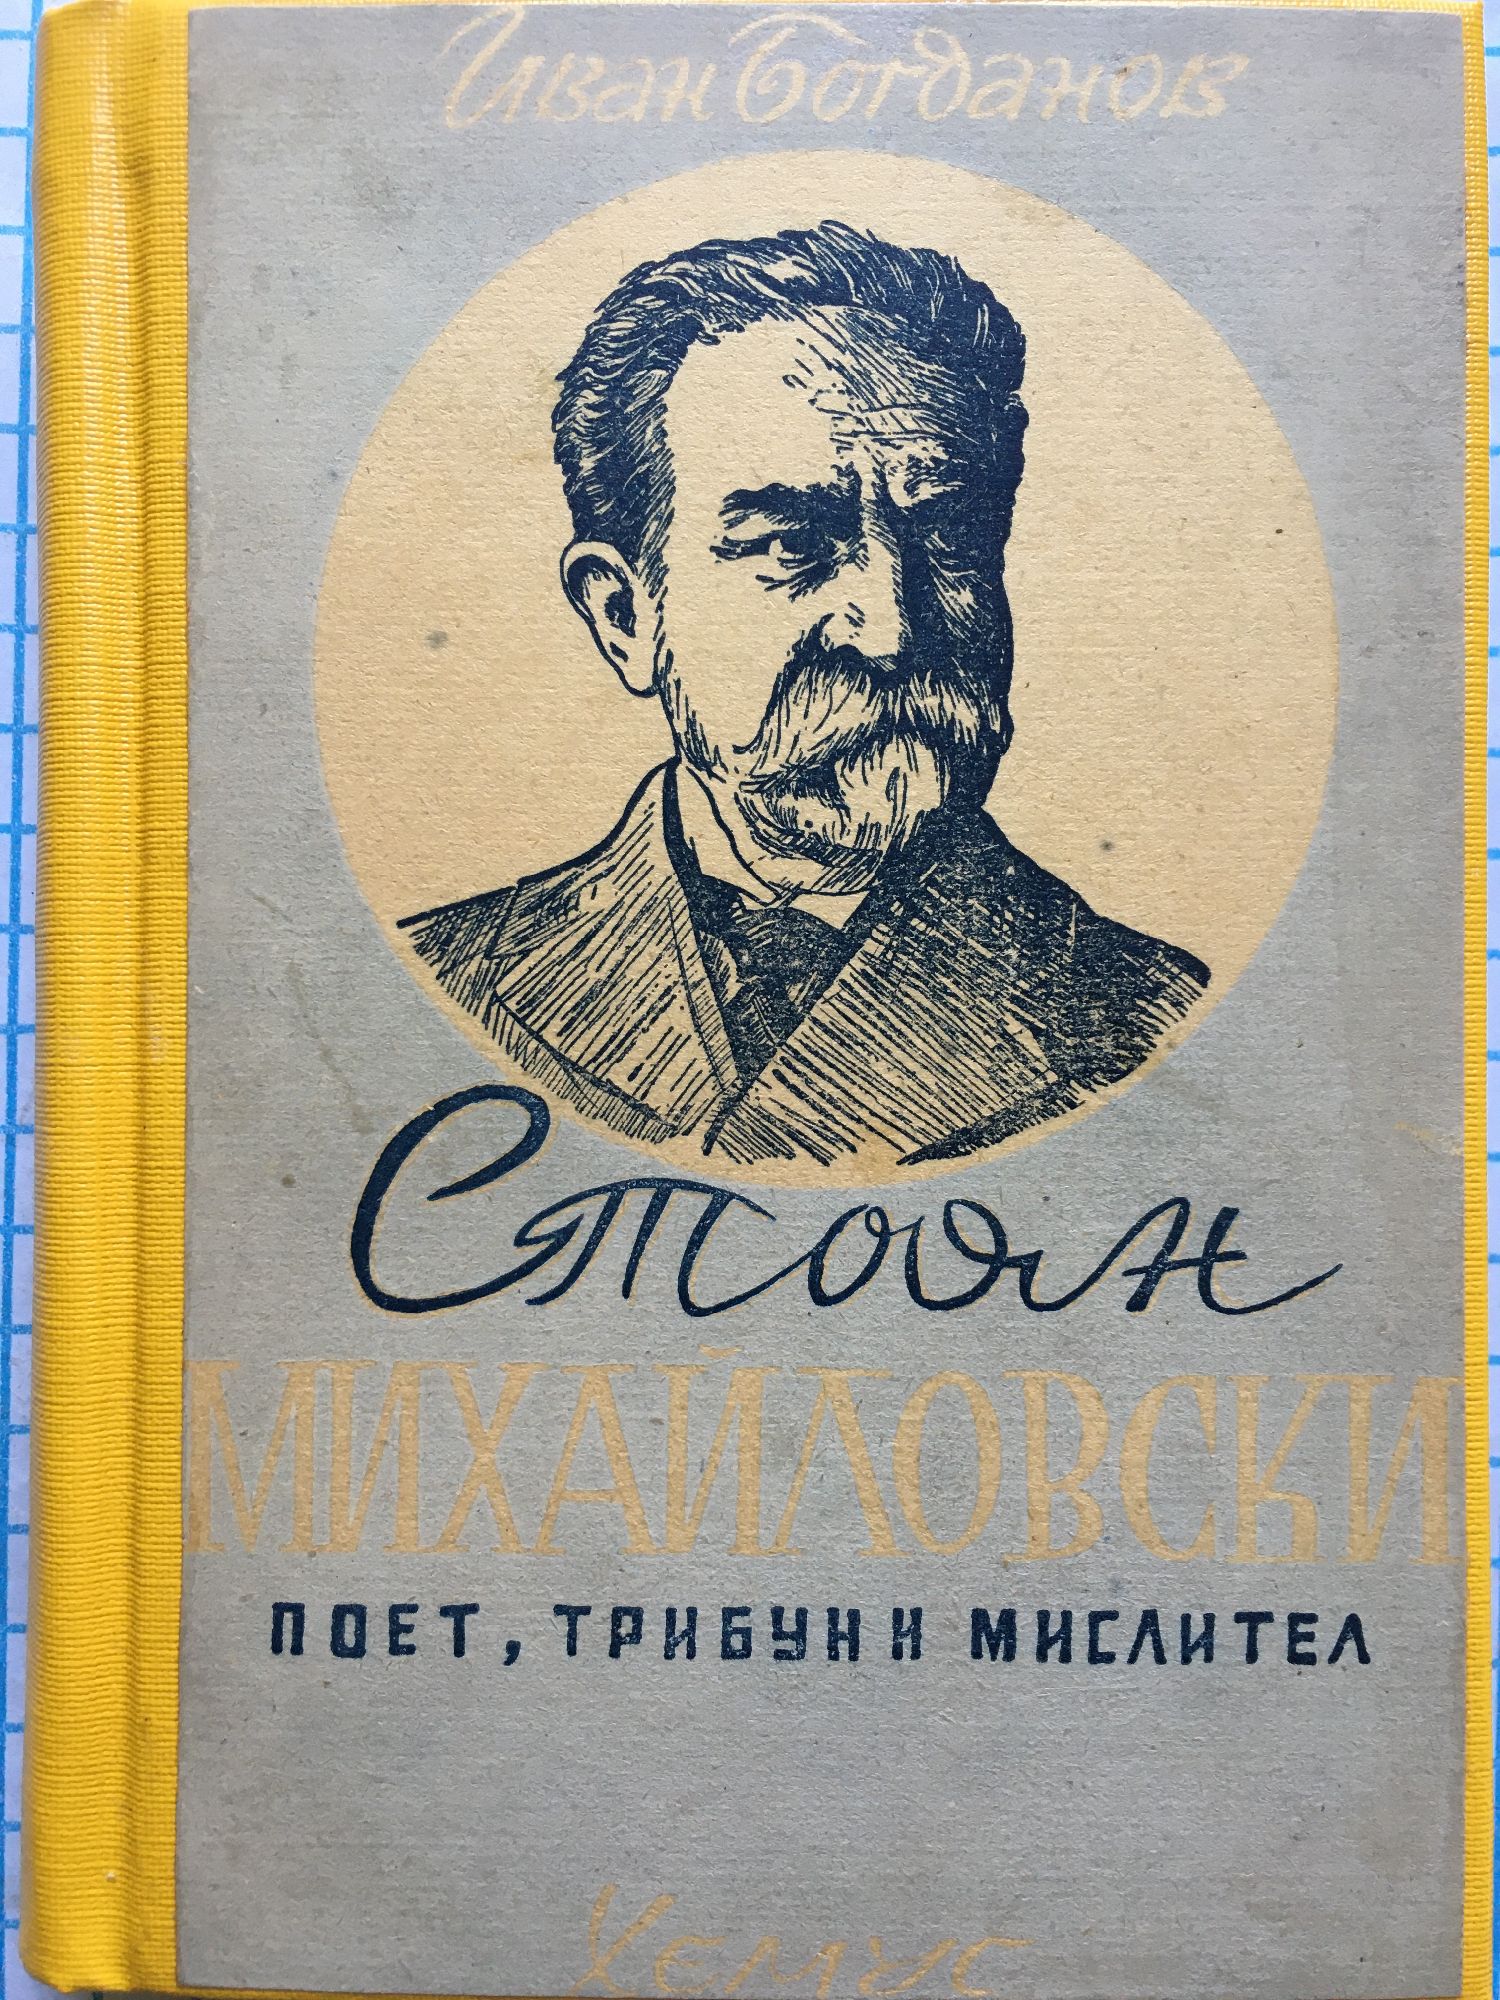 Иван Богданов
Стоян
МИХАЙЛОВСКИ
ПОЕТ, ТРИБУН И МИСЛИТЕЛ
Хемус